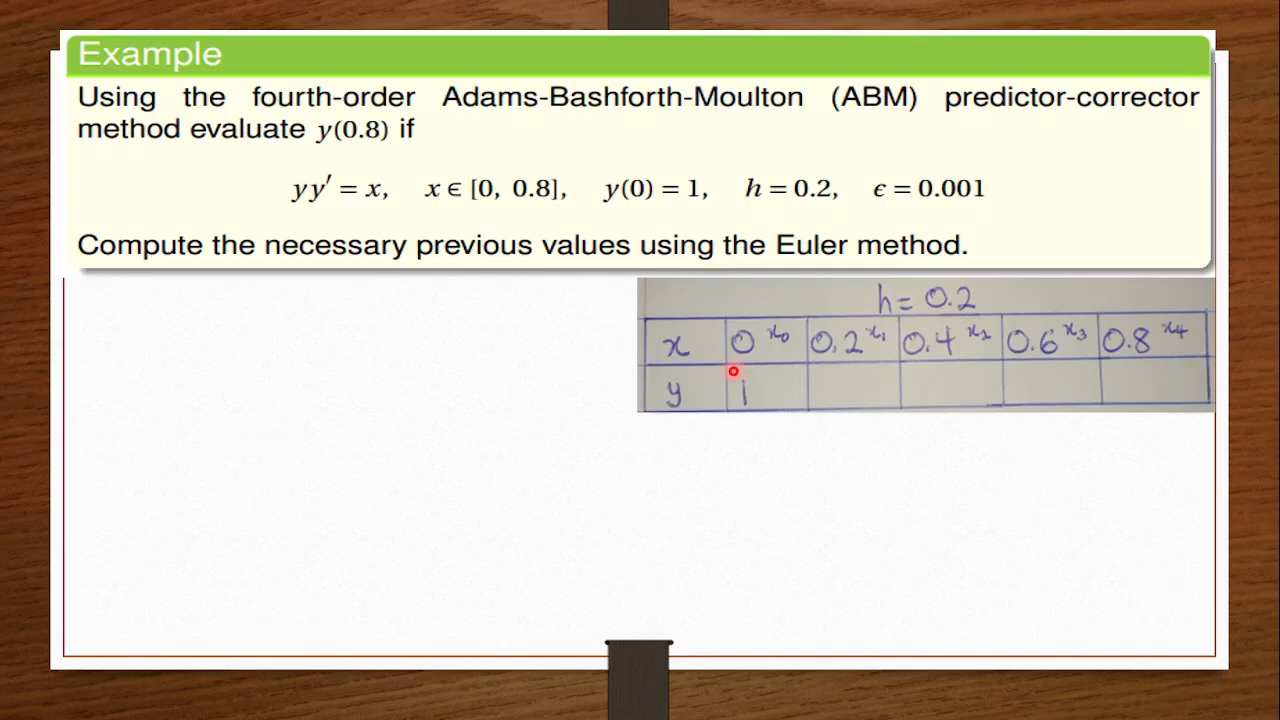 Example
Using the fourth-order Adams-Bashforth-Moulton (ABM) predictor-corrector
method evaluate y(0.8) if
yy′ = x, x ∈ [0, 0.8], y(0) = 1, h = 0.2, ϵ = 0.001
Compute the necessary previous values using the Euler method.
h = 0.2
x 0 x₀ 0.2 x₁ 0.4 x₂ 0.6 x₃ 0.8 x₄
y 1